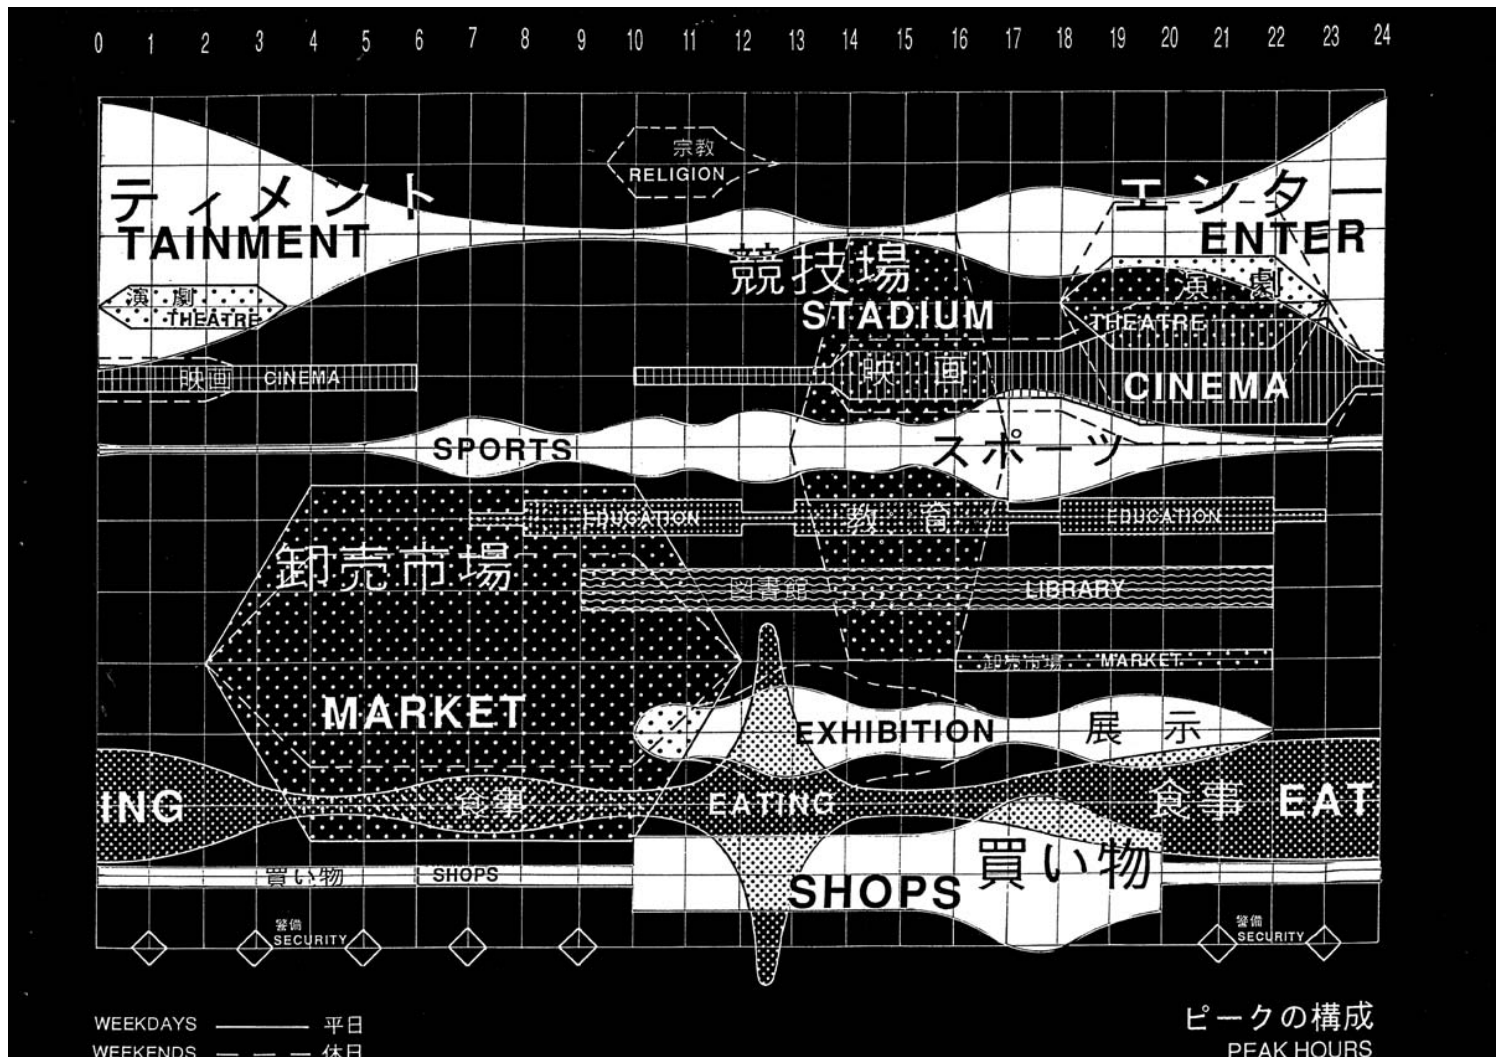 0 1 2 3 4 5 6 7 8 9 10 11 12 13 14 15 16 17 18 19 20 21 22 23 24
宗教
RELIGION
ティメント
TAINMENT
エンター
ENTER
競技場
STADIUM
演劇
THEATRE
演劇
THEATRE
映画 CINEMA
映画
CINEMA
SPORTS
スポーツ
EDUCATION
教育
EDUCATION
卸売市場
MARKET
図書館
LIBRARY
卸売市場 MARKET
EXHIBITION
展示
ING
食事
EATING
食事
EAT
買い物
SHOPS
SHOPS
買い物
警備
SECURITY
警備
SECURITY
WEEKDAYS 平日
WEEKENDS 休日
ピークの構成
PEAK HOURS